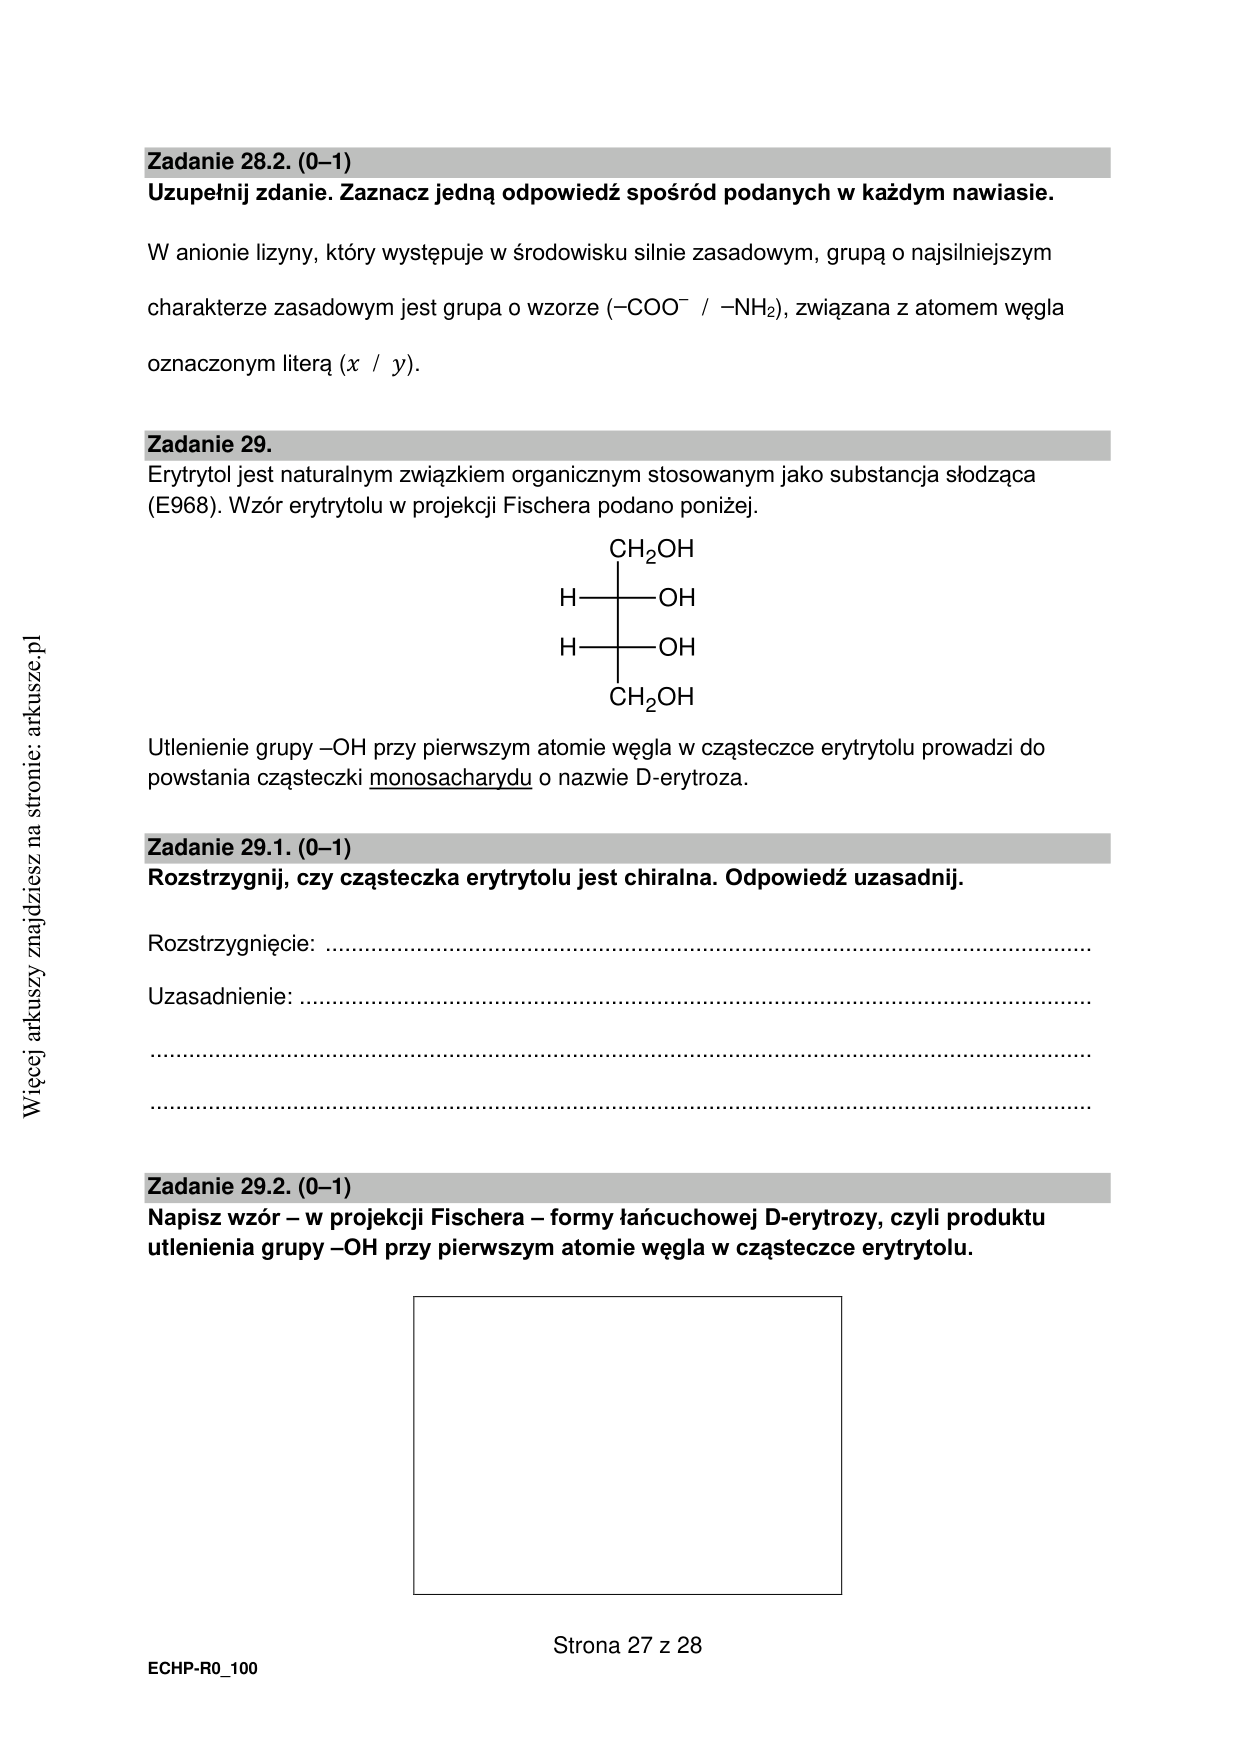 Zadanie 28.2. (0–1)
Uzupełnij zdanie. Zaznacz jedną odpowiedź spośród podanych w każdym nawiasie.
W anionie lizyny, który występuje w środowisku silnie zasadowym, grupą o najsilniejszym
charakterze zasadowym jest grupa o wzorze (–COO⁻ / –NH₂), związana z atomem węgla
oznaczonym literą (x / y).
Zadanie 29.
Erytrytol jest naturalnym związkiem organicznym stosowanym jako substancja słodząca
(E968). Wzór erytrytolu w projekcji Fischera podano poniżej.
CH₂OH
H OH
H OH
CH₂OH
Utlenienie grupy –OH przy pierwszym atomie węgla w cząsteczce erytrytolu prowadzi do
powstania cząsteczki monosacharydu o nazwie D-erytroza.
Zadanie 29.1. (0–1)
Rozstrzygnij, czy cząsteczka erytrytolu jest chiralna. Odpowiedź uzasadnij.
Rozstrzygnięcie: ......................................................................................................................
Uzasadnienie: ..........................................................................................................................
.................................................................................................................................................
.................................................................................................................................................
Zadanie 29.2. (0–1)
Napisz wzór – w projekcji Fischera – formy łańcuchowej D-erytrozy, czyli produktu
utlenienia grupy –OH przy pierwszym atomie węgla w cząsteczce erytrytolu.
Strona 27 z 28
ECHP-R0_100
Więcej arkuszy znajdziesz na stronie: arkusze.pl